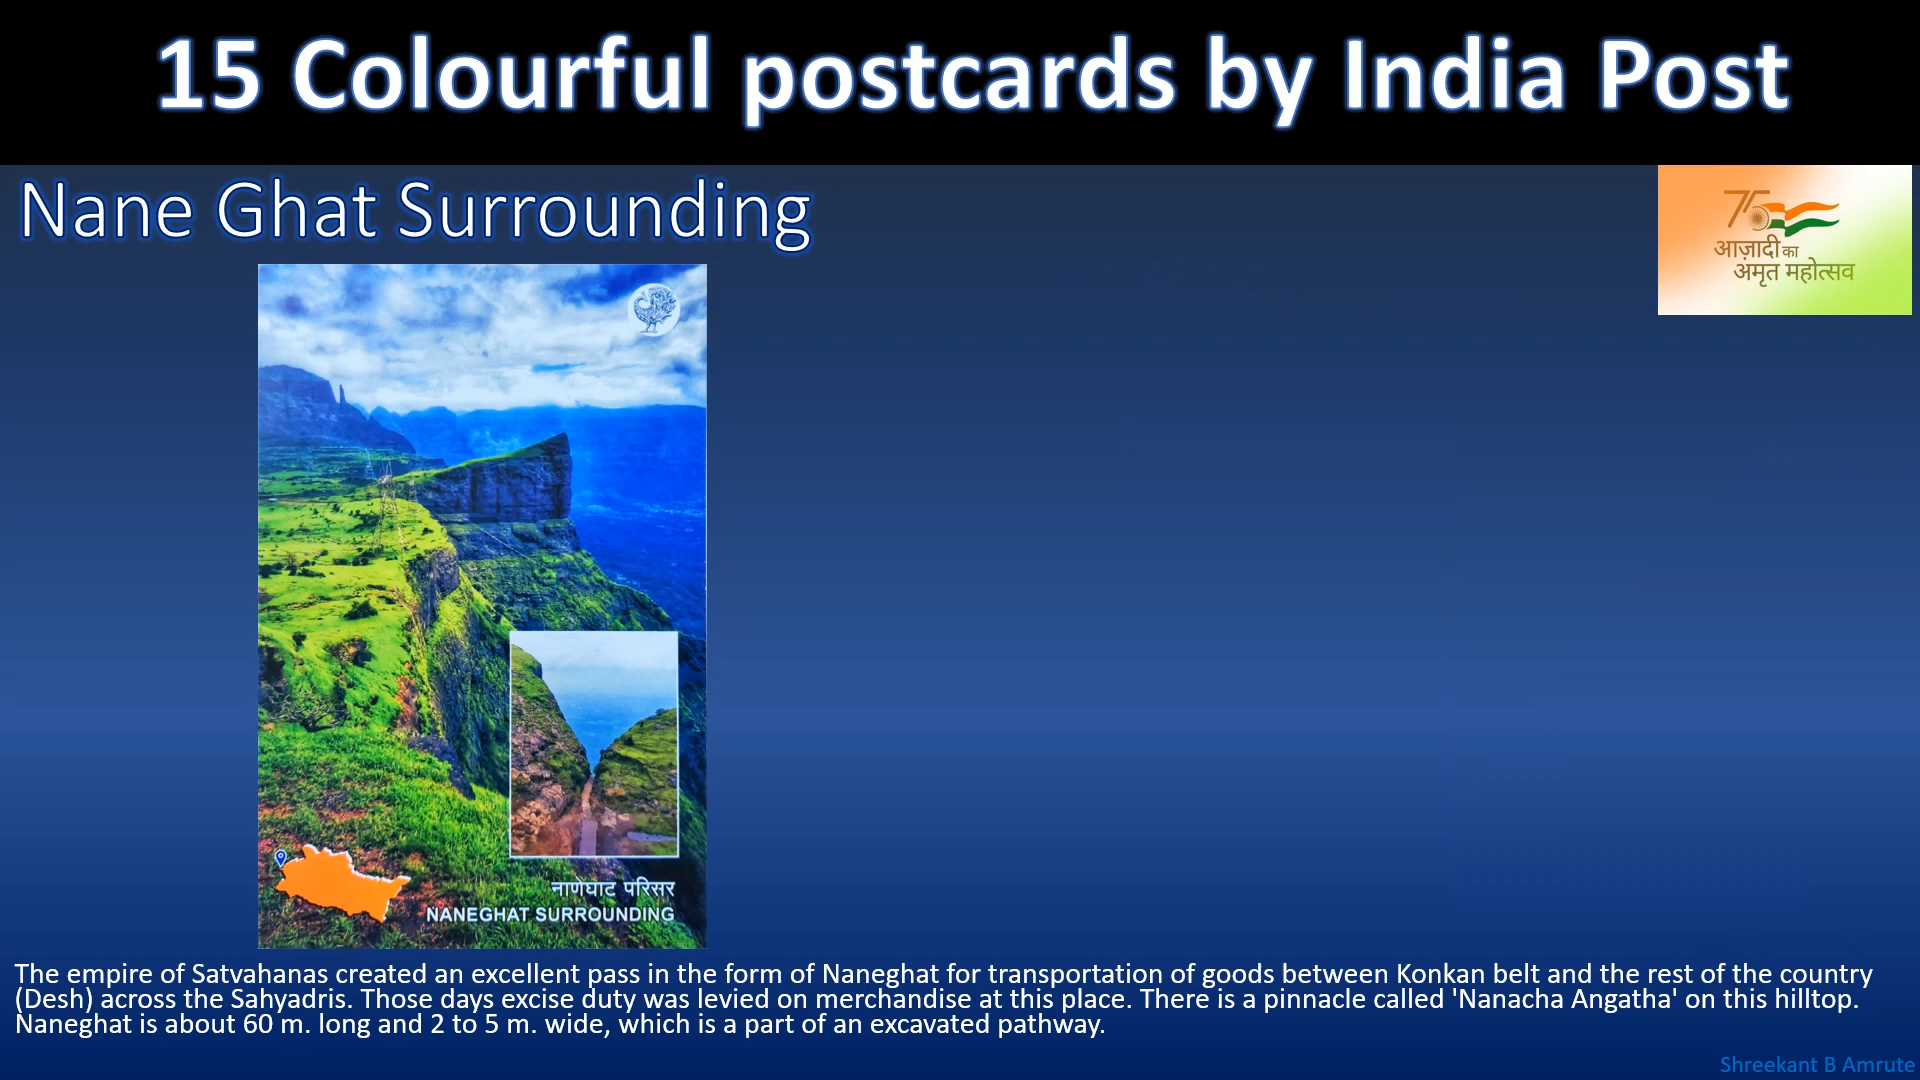 15 Colourful postcards by India Post
Nane Ghat Surrounding
75
आज़ादी का
अमृत महोत्सव
नाणेघाट परिसर
NANEGHAT SURROUNDING
The empire of Satvahanas created an excellent pass in the form of Naneghat for transportation of goods between Konkan belt and the rest of the country
(Desh) across the Sahyadris. Those days excise duty was levied on merchandise at this place. There is a pinnacle called 'Nanacha Angatha' on this hilltop.
Naneghat is about 60 m. long and 2 to 5 m. wide, which is a part of an excavated pathway.
Shreekant B Amrute